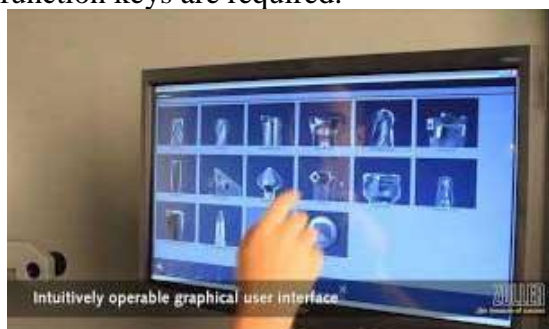 function keys are required.
Intuitively operable graphical user interface
ZOLLER